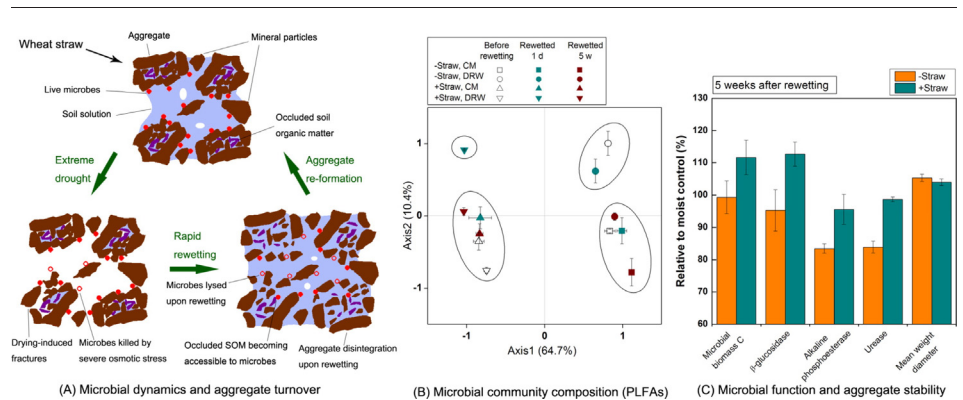 Wheat straw
Aggregate
Mineral particles
Live microbes
Soil solution
Occluded soil
organic matter
Extreme
drought
Aggregate
re-formation
Rapid
rewetting
Microbes lysed
upon rewetting
Drying-induced
fractures
Microbes killed by
severe osmotic stress
Occluded SOM becoming
accessible to microbes
Aggregate disintegration
upon rewetting
(A) Microbial dynamics and aggregate turnover
Before
rewetting
Rewetted
1 d
Rewetted
5 w
-Straw, CM
-Straw, DRW
+Straw, CM
+Straw, DRW
Axis2 (10.4%)
1
0
-1
-1
0
1
Axis1 (64.7%)
(B) Microbial community composition (PLFAs)
5 weeks after rewetting
-Straw
+Straw
Relative to moist control (%)
130
120
110
100
90
80
70
60
Microbial
biomass C
β-glucosidase
Alkaline
phosphoesterase
Urease
Mean weight
diameter
(C) Microbial function and aggregate stability